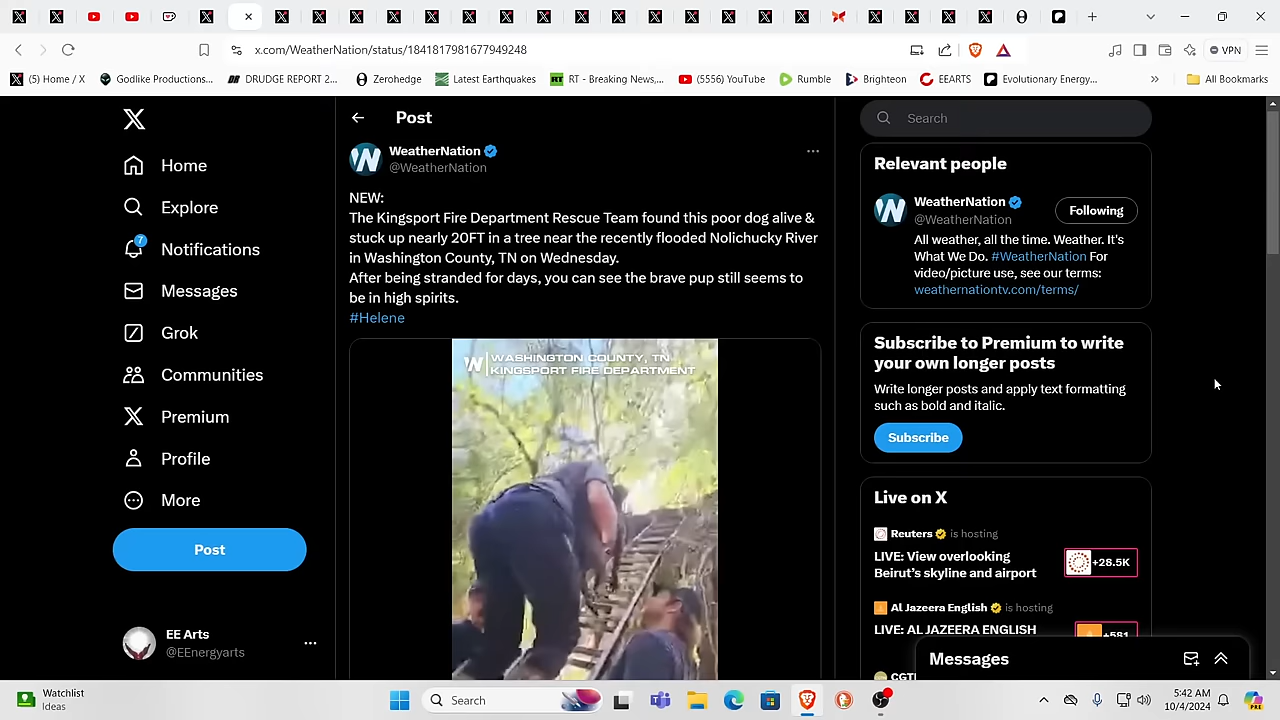 x.com/WeatherNation/status/1841817981677949248
VPN
(5) Home / X
Godlike Productions...
DRUDGE REPORT 2...
Zerohedge
Latest Earthquakes
RT - Breaking News,...
(5556) YouTube
Rumble
Brighteon
EEARTS
Evolutionary Energy...
All Bookmarks
Home
Explore
7
Notifications
Messages
Grok
Communities
Premium
Profile
More
Post
EE Arts
@EEnergyarts
Post
WeatherNation
@WeatherNation
NEW:
The Kingsport Fire Department Rescue Team found this poor dog alive &
stuck up nearly 20FT in a tree near the recently flooded Nolichucky River
in Washington County, TN on Wednesday.
After being stranded for days, you can see the brave pup still seems to
be in high spirits.
#Helene
WASHINGTON COUNTY, TN
KINGSPORT FIRE DEPARTMENT
Search
Relevant people
WeatherNation
@WeatherNation
Following
All weather, all the time. Weather. It's
What We Do. #WeatherNation For
video/picture use, see our terms:
weathernationtv.com/terms/
Subscribe to Premium to write
your own longer posts
Write longer posts and apply text formatting
such as bold and italic.
Subscribe
Live on X
Reuters is hosting
LIVE: View overlooking
Beirut's skyline and airport
+28.5K
Al Jazeera English is hosting
LIVE: AL JAZEERA ENGLISH
+581
Messages
Watchlist
Ideas
Search
5:42 AM
10/4/2024